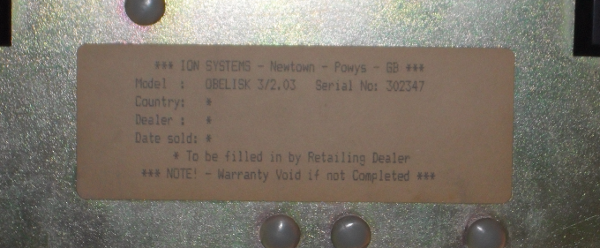 *** ION SYSTEMS - Newtown - Powys - GB ***
Model : OBELISK 3/2.03 Serial No: 302347
Country: *
Dealer : *
Date sold: *
* To be filled in by Retailing Dealer
*** NOTE! - Warranty Void if not Completed ***